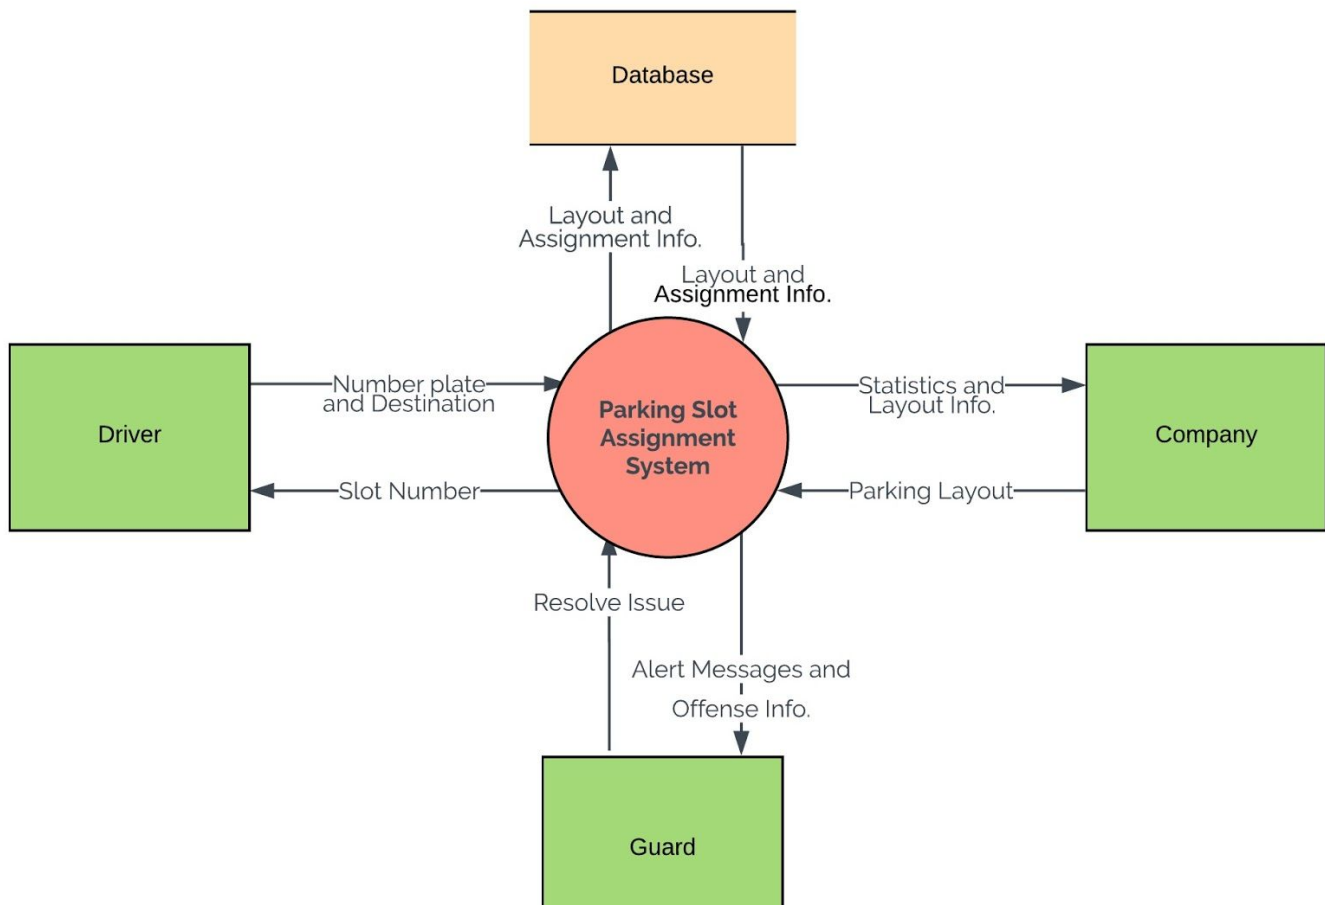 Database
Layout and
Assignment Info.
Layout and
Assignment Info.
Driver
Number plate
and Destination
Slot Number
Parking Slot
Assignment
System
Statistics and
Layout Info.
Parking Layout
Company
Resolve Issue
Alert Messages and
Offense Info.
Guard